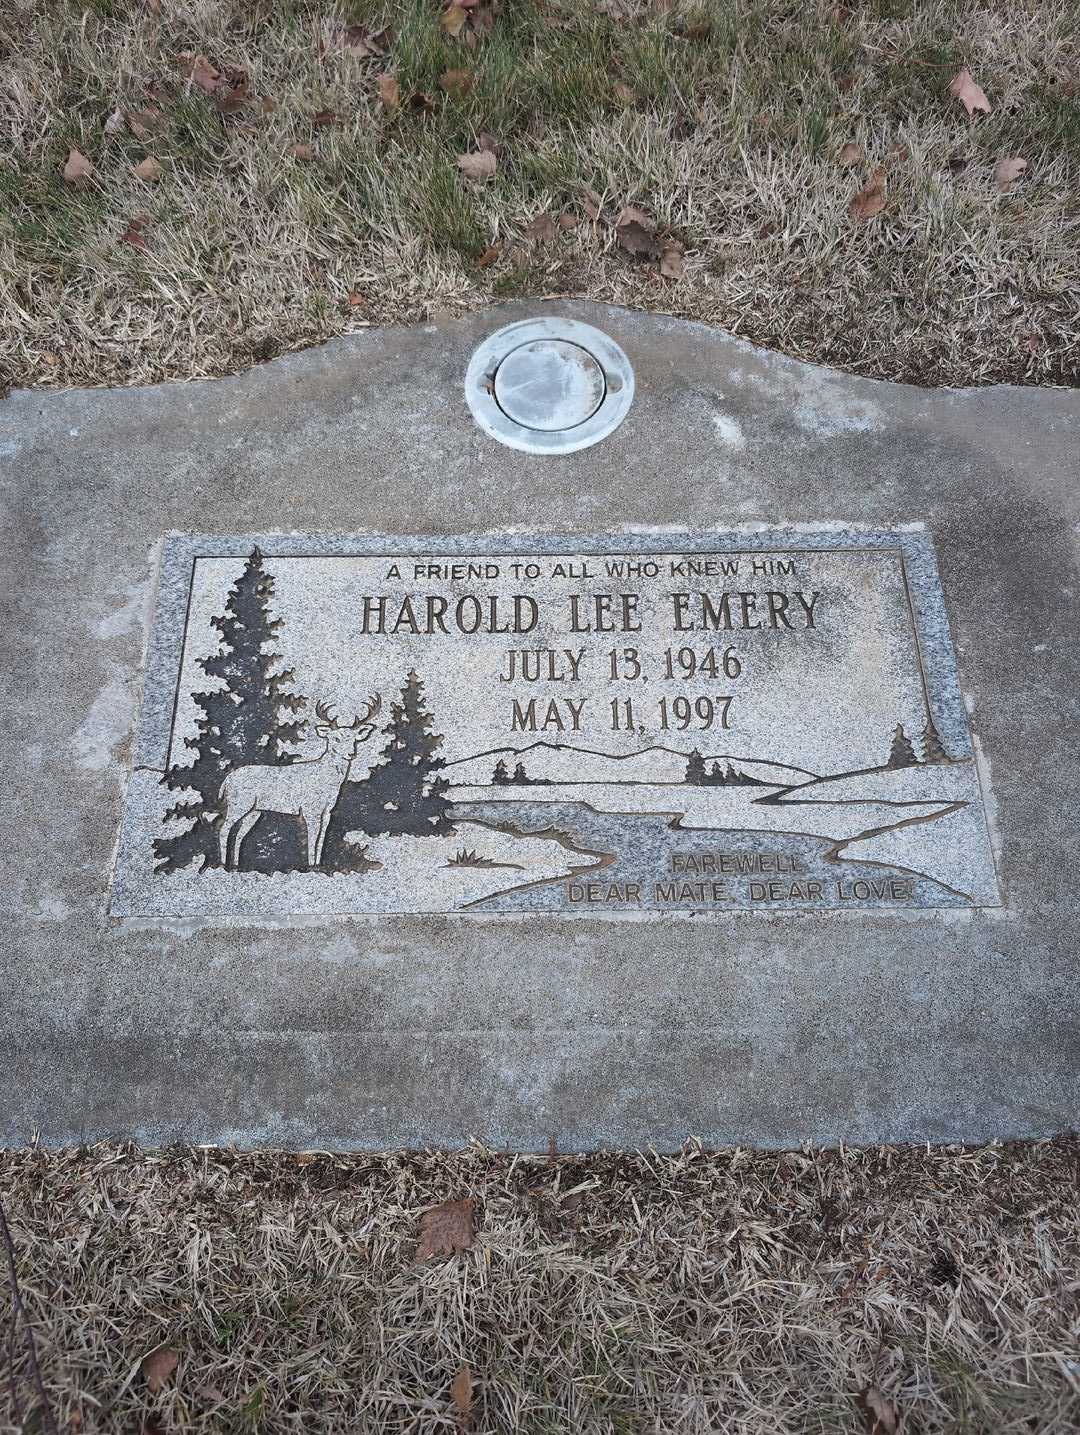 A FRIEND TO ALL WHO KNEW HIM
HAROLD LEE EMERY
JULY 13, 1946
MAY 11, 1997
FAREWELL
DEAR MATE, DEAR LOVE!